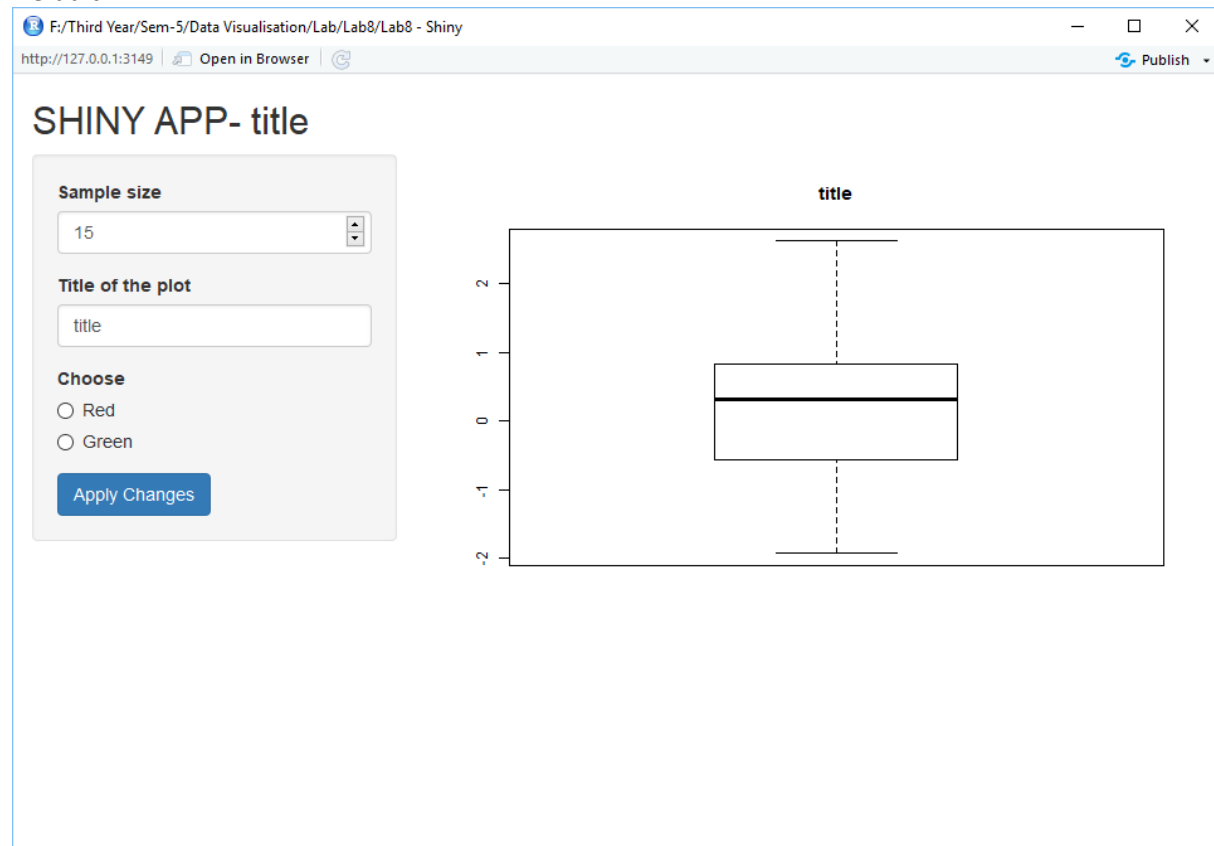 F:/Third Year/Sem-5/Data Visualisation/Lab/Lab8/Lab8 - Shiny
http://127.0.0.1:3149 Open in Browser Publish
SHINY APP- title
Sample size
15
Title of the plot
title
Choose
Red
Green
Apply Changes
title
2
1
0
-1
-2